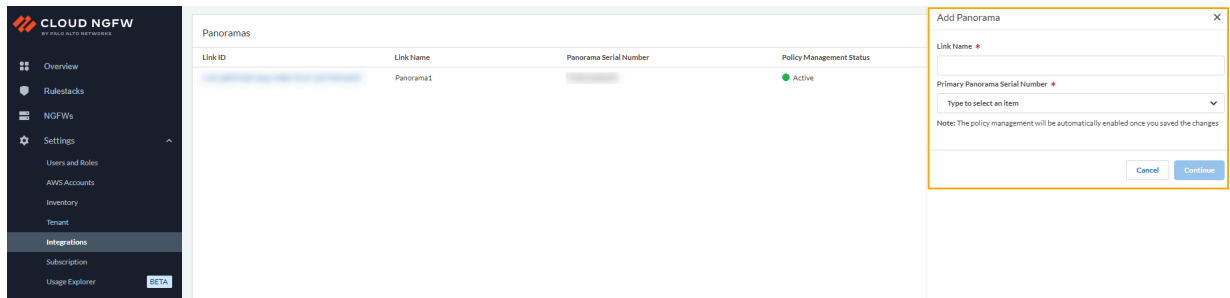 CLOUD NGFW
BY PALO ALTO NETWORKS
Overview
Rulestacks
NGFWs
Settings
Users and Roles
AWS Accounts
Inventory
Tenant
Integrations
Subscription
Usage Explorer BETA
Panoramas
Link ID Link Name Panorama Serial Number Policy Management Status
Panorama1 Active
Add Panorama
Link Name *
Primary Panorama Serial Number *
Type to select an item
Note: The policy management will be automatically enabled once you saved the changes
Cancel Continue